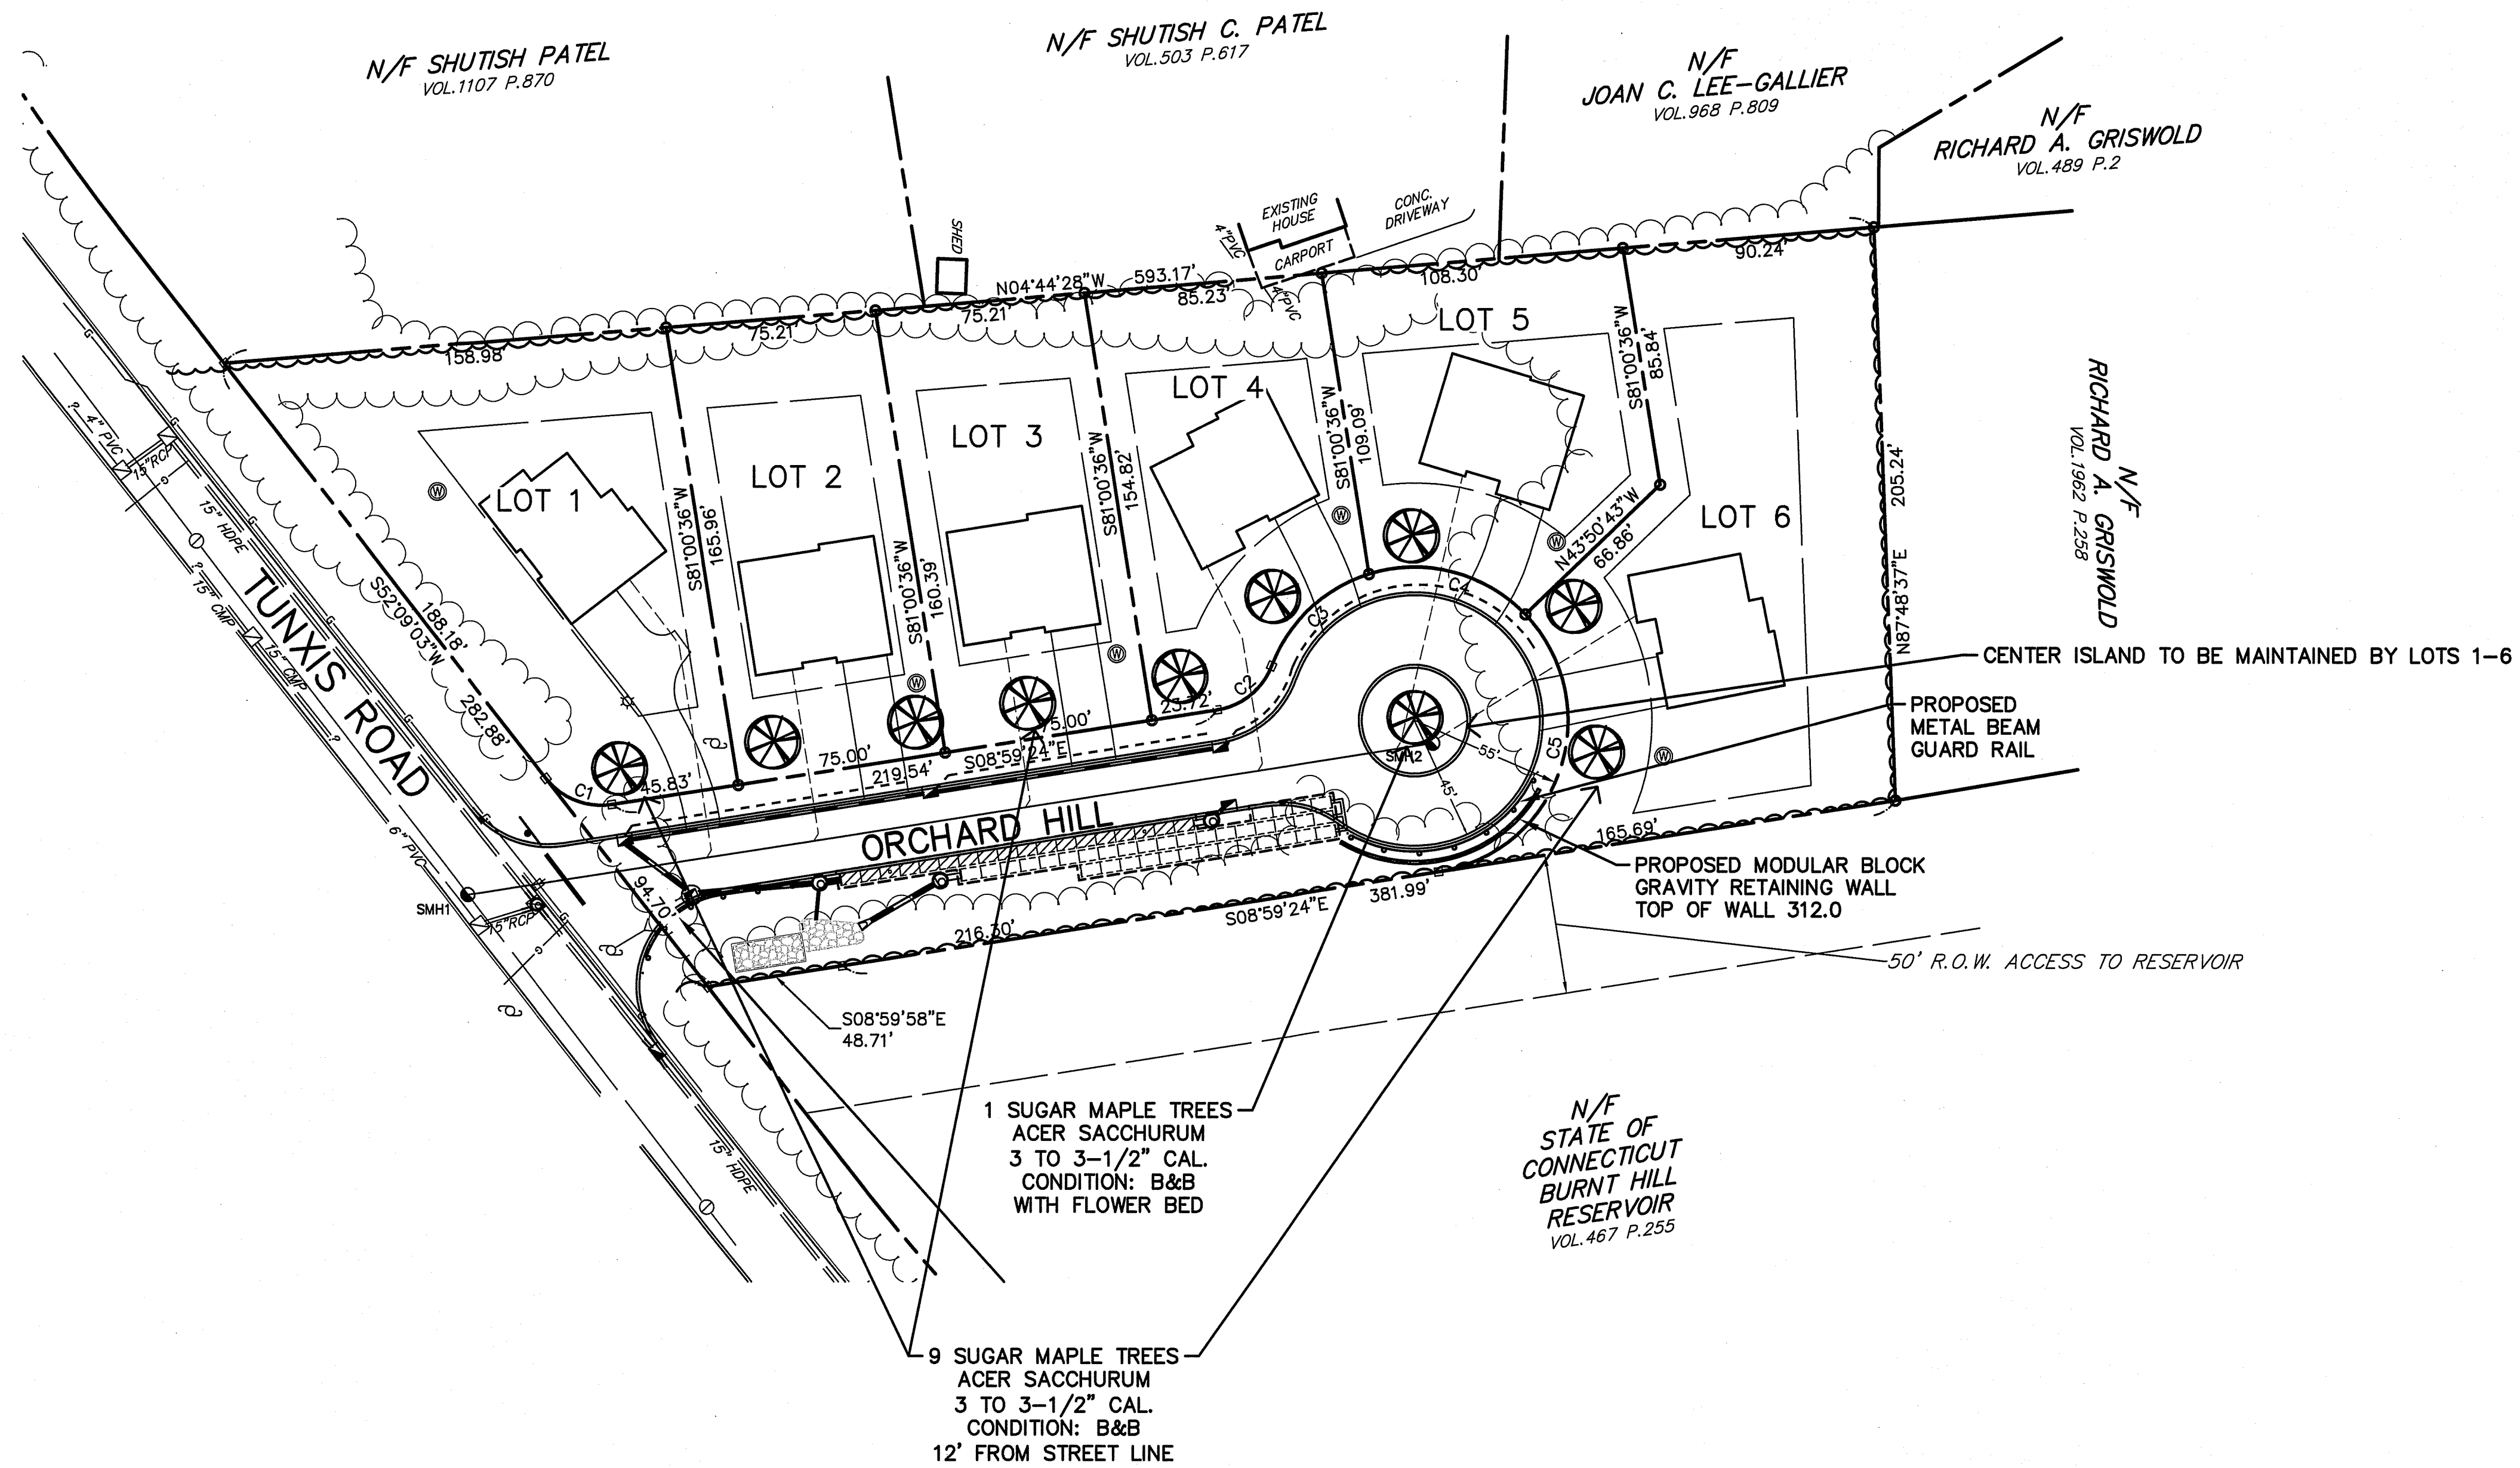 N/F SHUTISH PATEL
VOL.1107 P.870
N/F SHUTISH C. PATEL
VOL.503 P.617
N/F
JOAN C. LEE-GALLIER
VOL.968 P.809
N/F
RICHARD A. GRISWOLD
VOL.489 P.2
N/F
RICHARD A. GRISWOLD
VOL.1962 P.258
SHED
EXISTING
HOUSE
CARPORT
CONC.
DRIVEWAY
4"PVC
4"PVC
N04°44'28"W 593.17'
158.98'
75.21'
75.21'
85.23'
108.30'
90.24'
LOT 1
LOT 2
LOT 3
LOT 4
LOT 5
LOT 6
S81°00'36"W
165.96'
S81°00'36"W
160.39'
S81°00'36"W
154.82'
S81°00'36"W
109.09'
S81°00'36"W
85.84'
N43°50'43"W
66.86'
N87°48'37"E 205.24'
? 4" PVC
15"RCP
15" HDPE
? 15" CMP
15" CMP ?
TUNXIS ROAD
S52°09'03"W
188.18'
282.88'
6" PVC
SMH1
15"RCP
15" HDPE
C1
45.83'
75.00'
219.54'
S08°59'24"E
75.00'
23.72'
C2
C3
C4
C5
SMH2
55'
45'
ORCHARD HILL
94.70'
216.30'
S08°59'24"E
381.99'
165.69'
S08°59'58"E
48.71'
CENTER ISLAND TO BE MAINTAINED BY LOTS 1-6
PROPOSED
METAL BEAM
GUARD RAIL
PROPOSED MODULAR BLOCK
GRAVITY RETAINING WALL
TOP OF WALL 312.0
50' R.O.W. ACCESS TO RESERVOIR
N/F
STATE OF
CONNECTICUT
BURNT HILL
RESERVOIR
VOL.467 P.255
1 SUGAR MAPLE TREES
ACER SACCHURUM
3 TO 3-1/2" CAL.
CONDITION: B&B
WITH FLOWER BED
9 SUGAR MAPLE TREES
ACER SACCHURUM
3 TO 3-1/2" CAL.
CONDITION: B&B
12' FROM STREET LINE